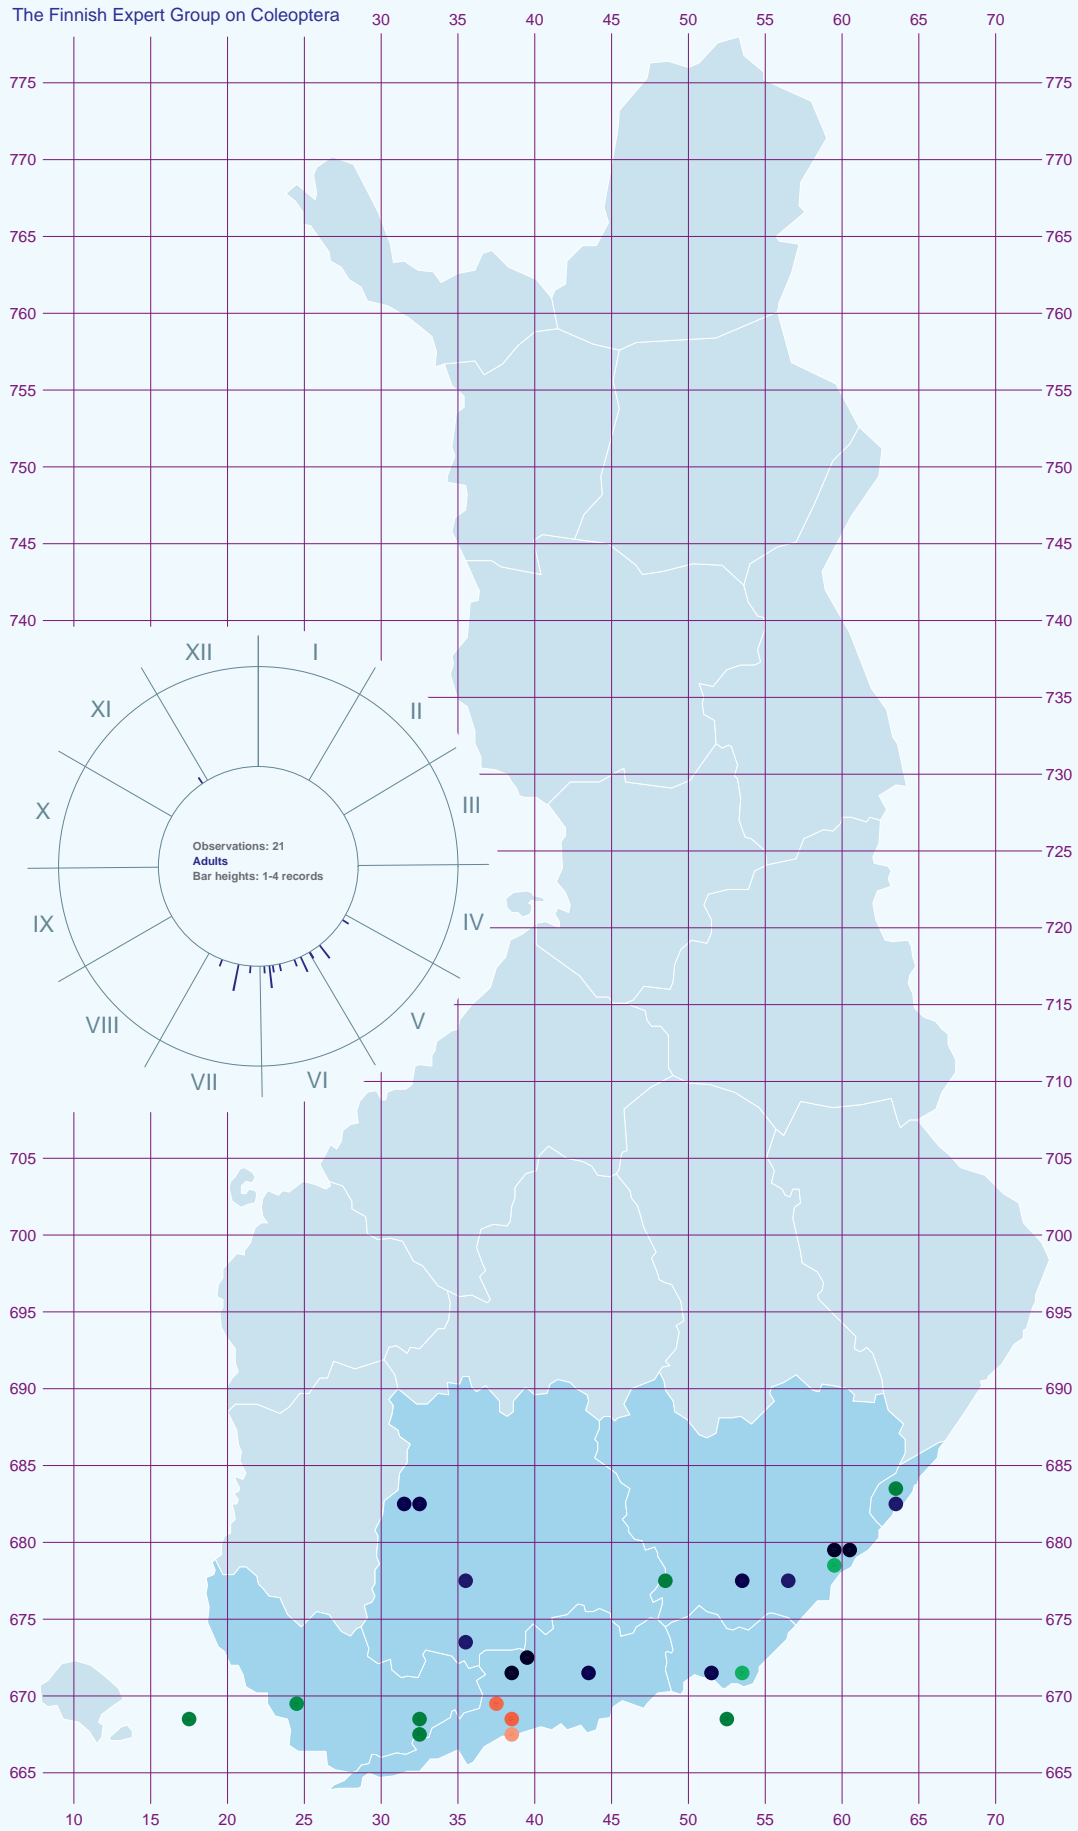 The Finnish Expert Group on Coleoptera
30 35 40 45 50 55 60 65 70
775 775
770 770
765 765
760 760
755 755
750 750
745 745
740 740
XII I
735
XI II
730
X III
Observations: 21
Adults
Bar heights: 1-4 records
725
IX IV
720
VIII V
715
VII VI
710
705 705
700 700
695 695
690 690
685 685
680 680
675 675
670 670
665 665
10 15 20 25 30 35 40 45 50 55 60 65 70